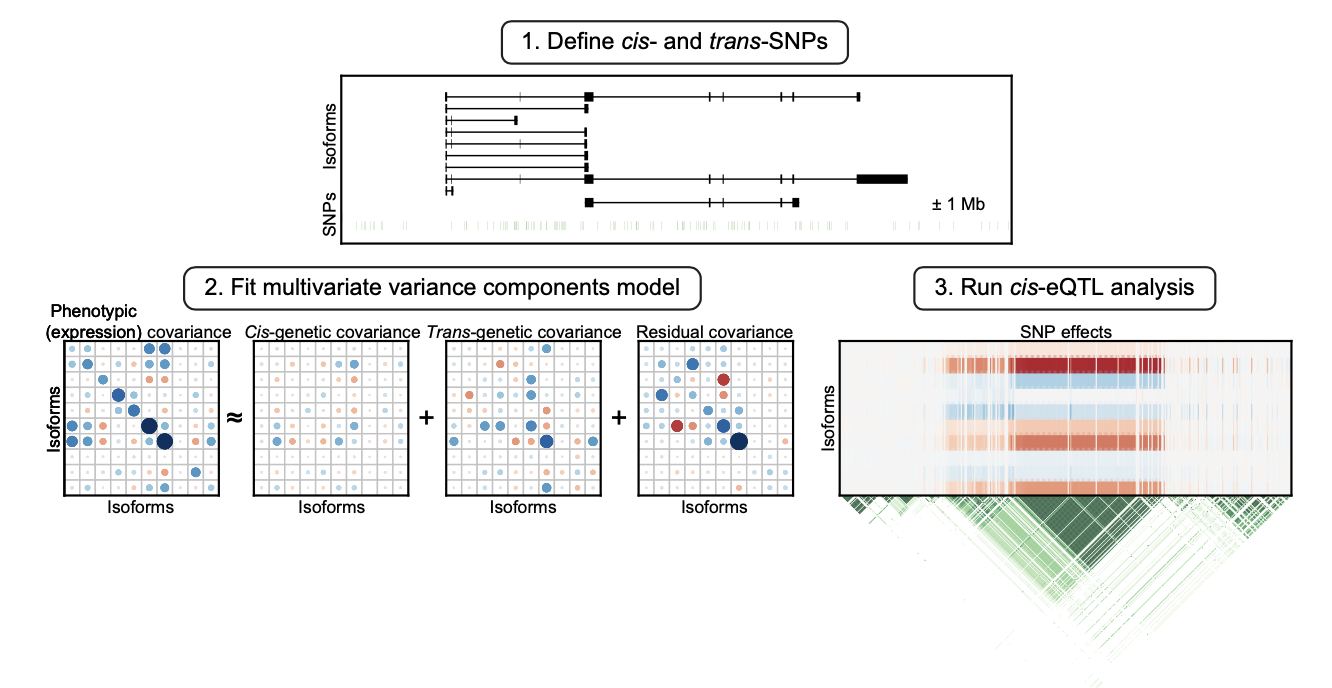 1. Define cis- and trans-SNPs
Isoforms
SNPs
± 1 Mb
2. Fit multivariate variance components model
3. Run cis-eQTL analysis
Phenotypic
(expression) covariance
Cis-genetic covariance
Trans-genetic covariance
Residual covariance
SNP effects
Isoforms
≈
+
+
Isoforms
Isoforms
Isoforms
Isoforms
Isoforms